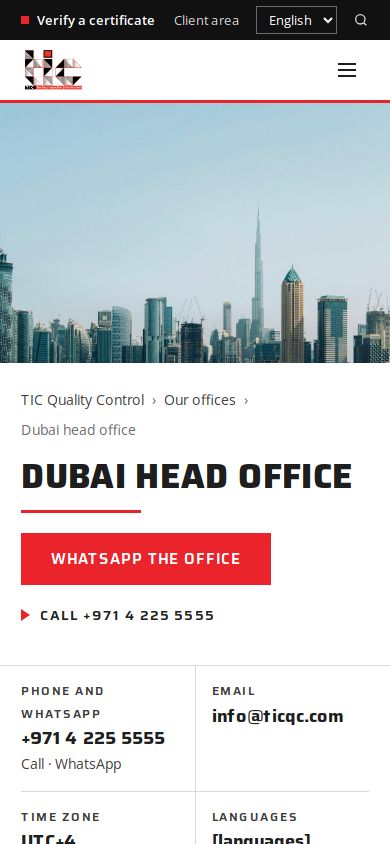 Verify a certificate Client area English
tic
TIC Quality Control › Our offices ›
Dubai head office
DUBAI HEAD OFFICE
WHATSAPP THE OFFICE
CALL +971 4 225 5555
PHONE AND
WHATSAPP
+971 4 225 5555
Call · WhatsApp
EMAIL
info@ticqc.com
TIME ZONE
UTC+4
LANGUAGES
[languages]